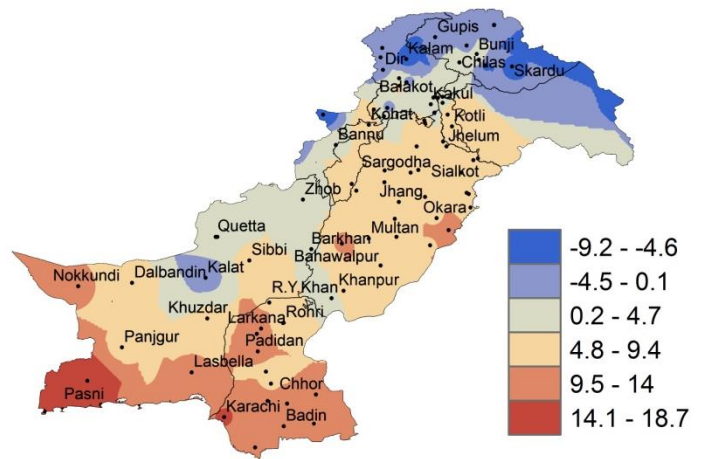 Gupis
Kalam
Bunji
Dir
Chilas
Skardu
Balakot
Kakul
Kohat
Kotli
Bannu
Jhelum
Sargodha
Sialkot
Zhob
Jhang
Okara
Quetta
Barkhan
Multan
Sibbi
Bahawalpur
Nokkundi
Dalbandin
Kalat
R.Y.Khan
Khanpur
Khuzdar
Larkana
Rohri
Panjgur
Padidan
Lasbella
Chhor
Pasni
Karachi
Badin
-9.2 - -4.6
-4.5 - 0.1
0.2 - 4.7
4.8 - 9.4
9.5 - 14
14.1 - 18.7